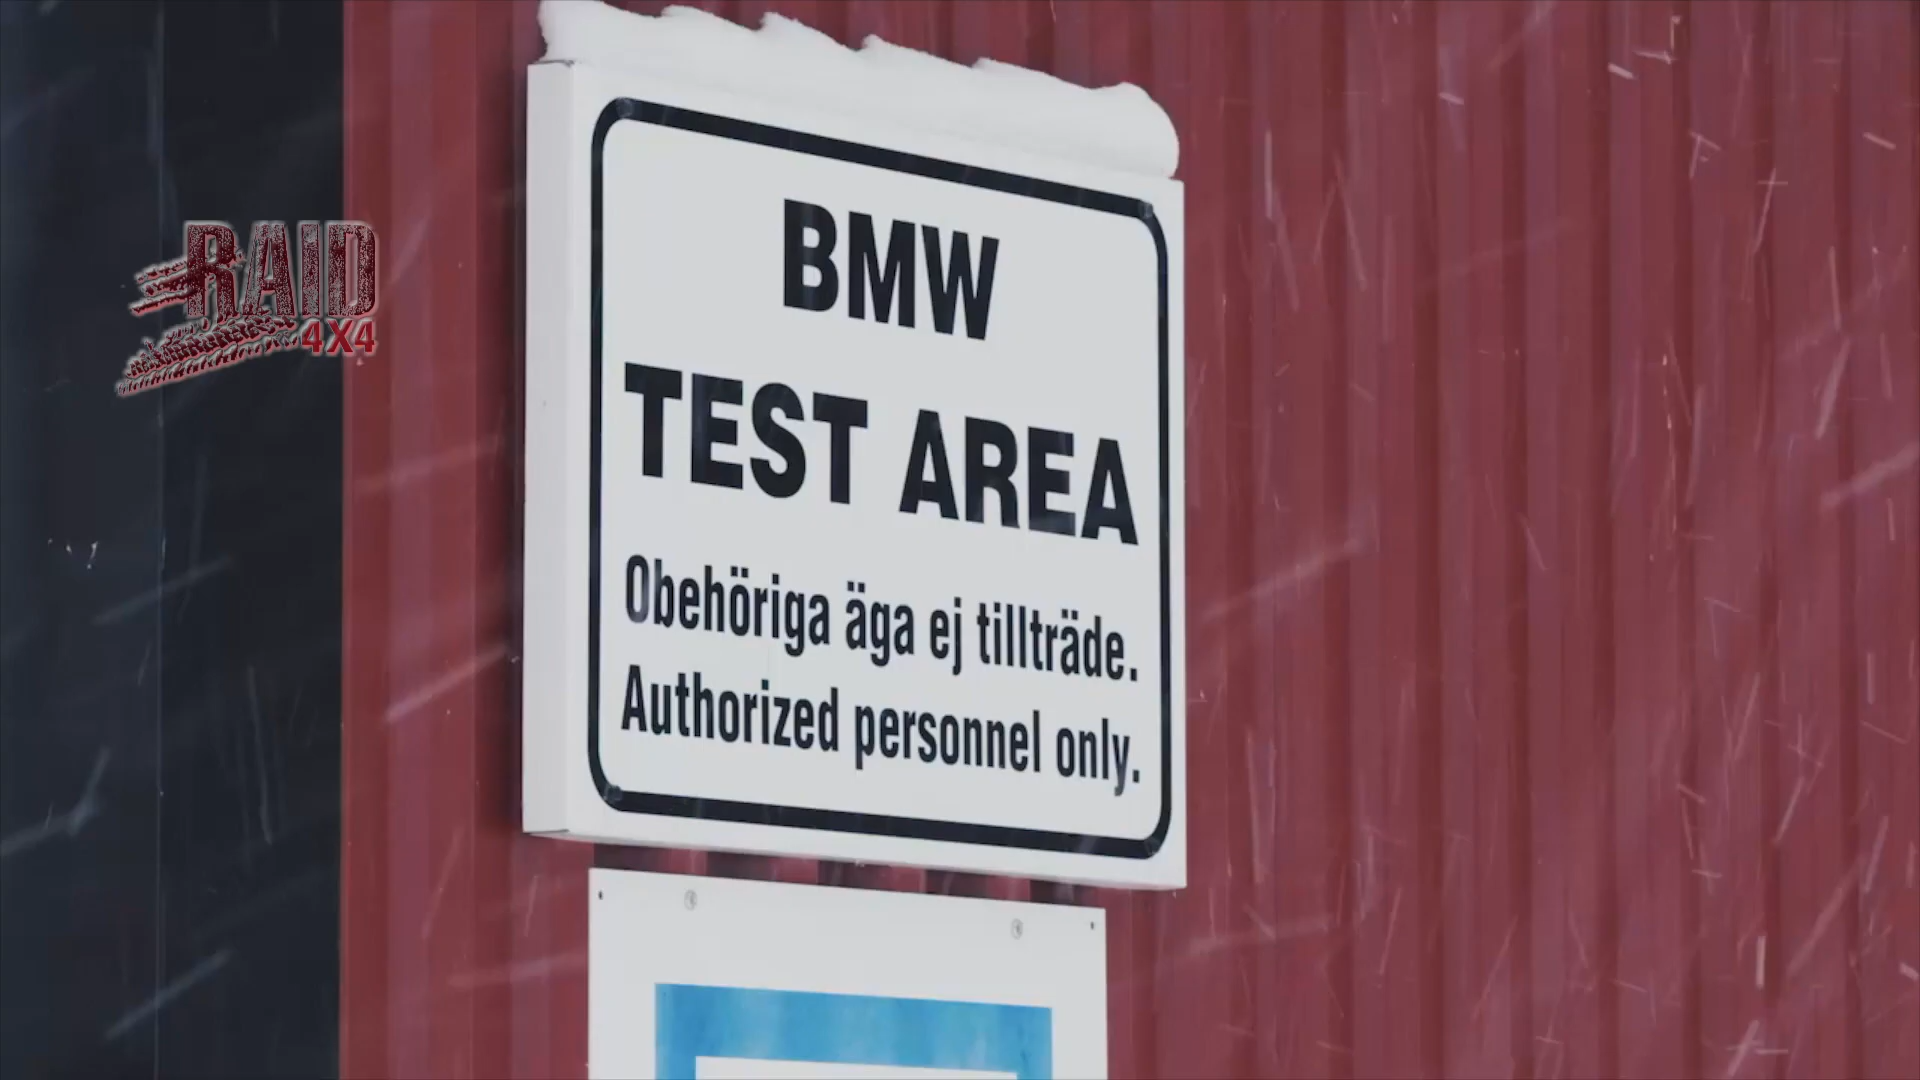 RAID
4X4
BMW
TEST AREA
Obehöriga äga ej tillträde.
Authorized personnel only.